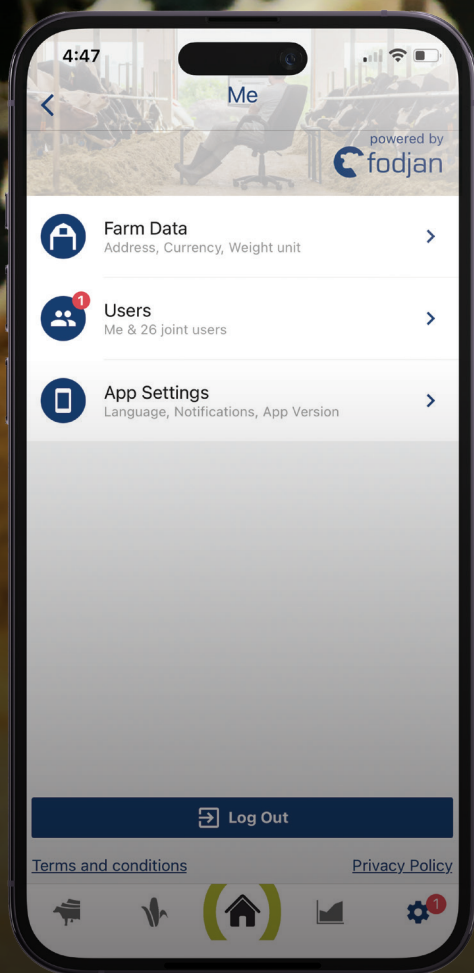 4:47
Me
powered by
fodjan
Farm Data
Address, Currency, Weight unit
1
Users
Me & 26 joint users
App Settings
Language, Notifications, App Version
Log Out
Terms and conditions
Privacy Policy
1